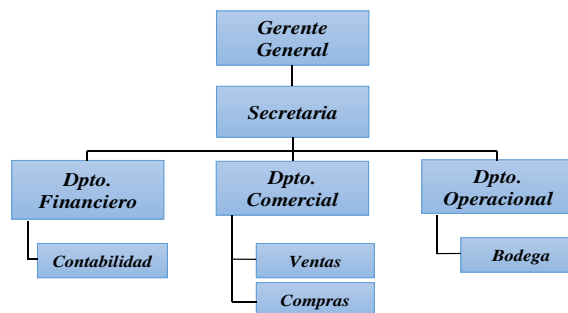 Gerente
General
Secretaria
Dpto.
Financiero
Dpto.
Comercial
Dpto.
Operacional
Contabilidad
Ventas
Bodega
Compras